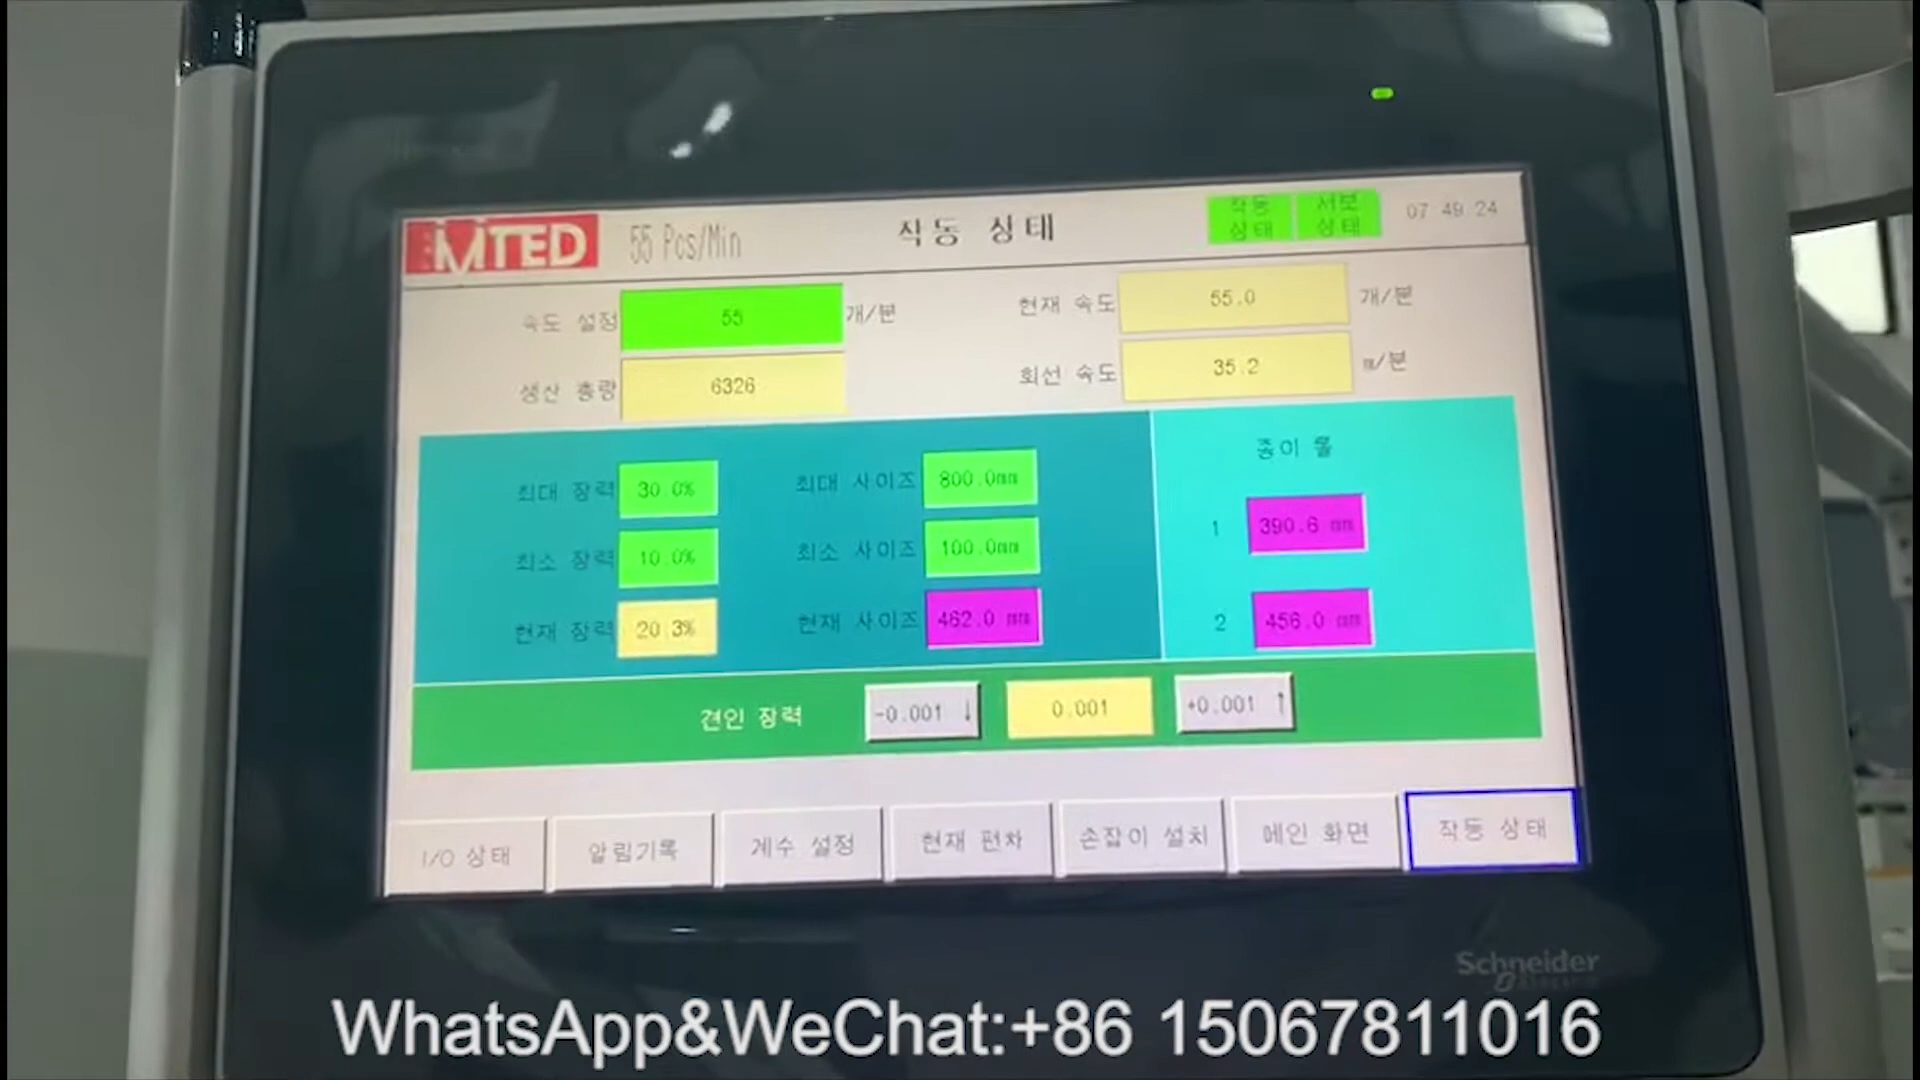 MTED
55 Pcs/Min
작동 상태
작동 상태
서보 상태
07 49 24
속도 설정 55 개/분
현재 속도 55.0 개/분
생산 총량 6326
회선 속도 35.2 m/분
최대 장력 30.0%
최대 사이즈 800.0mm
최소 장력 10.0%
최소 사이즈 100.0mm
현재 장력 20.3%
현재 사이즈 462.0 mm
종이 롤
1 390.6 mm
2 456.0 mm
견인 장력 -0.001 ↓ 0.001 +0.001 ↑
I/O 상태
알림기록
계수 설정
현재 편차
손잡이 설치
메인 화면
작동 상태
Schneider
Electric
WhatsApp&WeChat:+86 15067811016